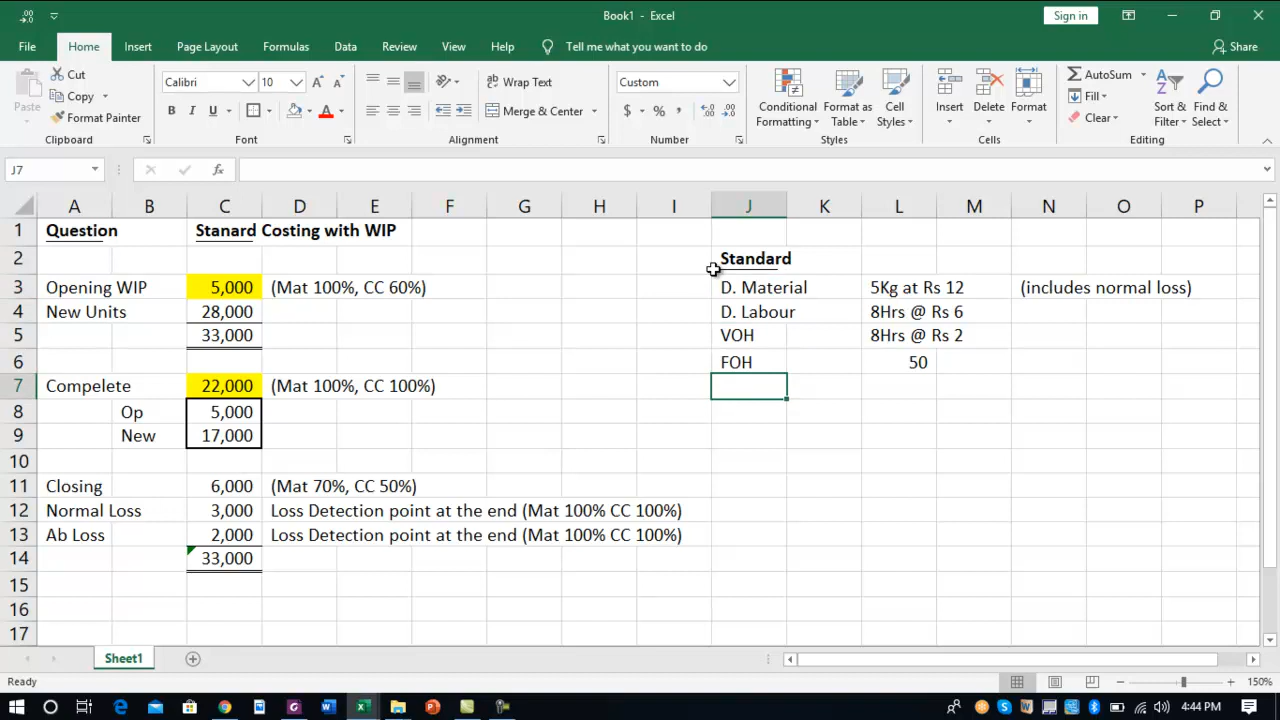 Book1 - Excel
Sign in
File Home Insert Page Layout Formulas Data Review View Help Tell me what you want to do Share
Paste Cut Copy Format Painter Clipboard
Calibri 10 B I U A Font
Wrap Text Merge & Center Alignment
Custom $ % Number
Conditional Formatting Format as Table Cell Styles Styles
Insert Delete Format Cells
AutoSum Fill Clear Sort & Filter Find & Select Editing
J7 fx
A B C D E F G H I J K L M N O P
1 Question Stanard Costing with WIP
2 Standard
3 Opening WIP 5,000 (Mat 100%, CC 60%) D. Material 5Kg at Rs 12 (includes normal loss)
4 New Units 28,000 D. Labour 8Hrs @ Rs 6
5 33,000 VOH 8Hrs @ Rs 2
6 FOH 50
7 Compelete 22,000 (Mat 100%, CC 100%)
8 Op 5,000
9 New 17,000
10
11 Closing 6,000 (Mat 70%, CC 50%)
12 Normal Loss 3,000 Loss Detection point at the end (Mat 100% CC 100%)
13 Ab Loss 2,000 Loss Detection point at the end (Mat 100% CC 100%)
14 33,000
15
16
17
Sheet1
Ready 150%
4:44 PM